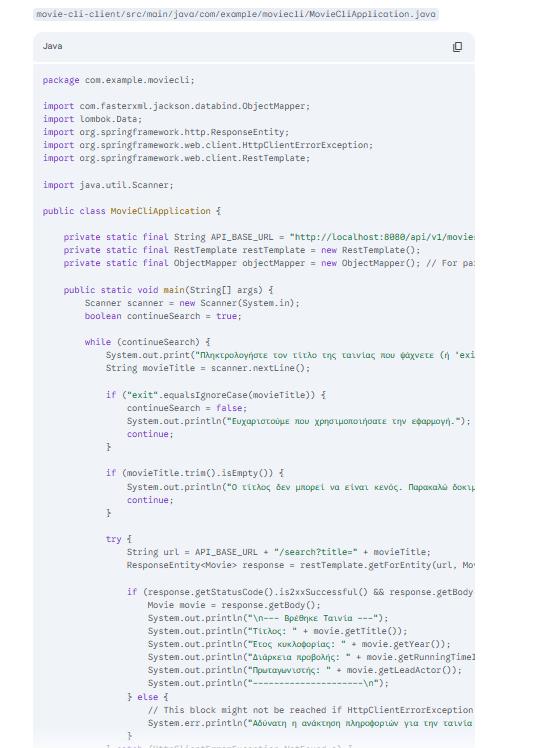 movie-cli-client/src/main/java/com/example/moviecli/MovieCliApplication.java
Java
package com.example.moviecli;
import com.fasterxml.jackson.databind.ObjectMapper;
import lombok.Data;
import org.springframework.http.ResponseEntity;
import org.springframework.web.client.HttpClientErrorException;
import org.springframework.web.client.RestTemplate;
import java.util.Scanner;
public class MovieCliApplication {
private static final String API_BASE_URL = "http://localhost:8080/api/v1/movies
private static final RestTemplate restTemplate = new RestTemplate();
private static final ObjectMapper objectMapper = new ObjectMapper(); // For pa
public static void main(String[] args) {
Scanner scanner = new Scanner(System.in);
boolean continueSearch = true;
while (continueSearch) {
System.out.print("Πληκτρολογήστε τον τίτλο της ταινίας που ψάχνετε (ή 'exi
String movieTitle = scanner.nextLine();
if ("exit".equalsIgnoreCase(movieTitle)) {
continueSearch = false;
System.out.println("Ευχαριστούμε που χρησιμοποιήσατε την εφαρμογή.");
continue;
}
if (movieTitle.trim().isEmpty()) {
System.out.println("Ο τίτλος δεν μπορεί να είναι κενός. Παρακαλώ δοκιμ
continue;
}
try {
String url = API_BASE_URL + "/search?title=" + movieTitle;
ResponseEntity<Movie> response = restTemplate.getForEntity(url, Mov
if (response.getStatusCode().is2xxSuccessful() && response.getBody
Movie movie = response.getBody();
System.out.println("\n--- Βρέθηκε Ταινία ---");
System.out.println("Τίτλος: " + movie.getTitle());
System.out.println("Έτος κυκλοφορίας: " + movie.getYear());
System.out.println("Διάρκεια προβολής: " + movie.getRunningTimeI
System.out.println("Πρωταγωνιστής: " + movie.getLeadActor());
System.out.println("---------------------\n");
} else {
// This block might not be reached if HttpClientErrorException
System.err.println("Αδύνατη η ανάκτηση πληροφοριών για την ταινία
}
} catch (HttpClientErrorException.NotFound e) {